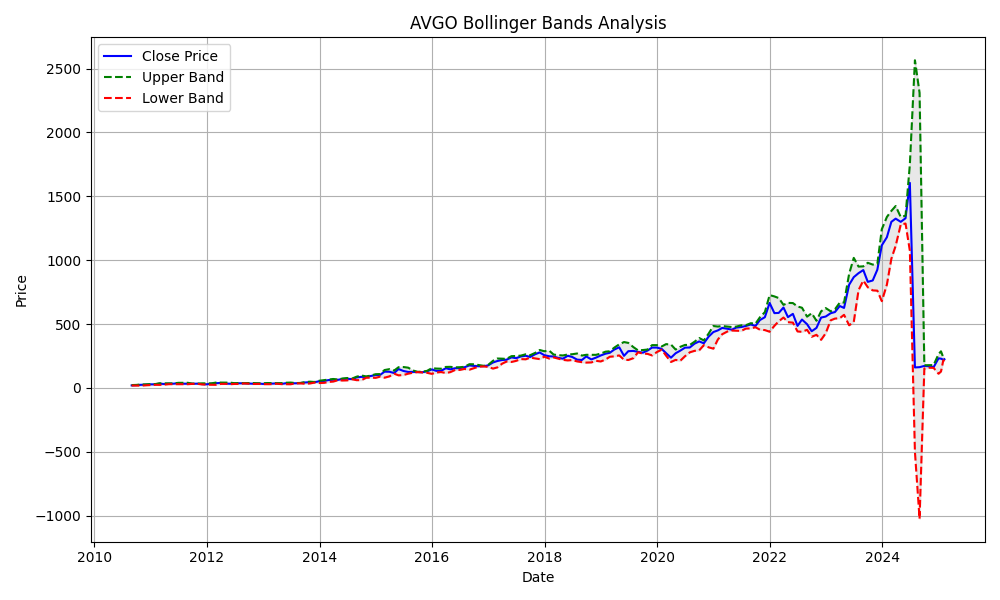 AVGO Bollinger Bands Analysis
Close Price
Upper Band
Lower Band
Price
2500
2000
1500
1000
500
0
−500
−1000
2010
2012
2014
2016
2018
2020
2022
2024
Date